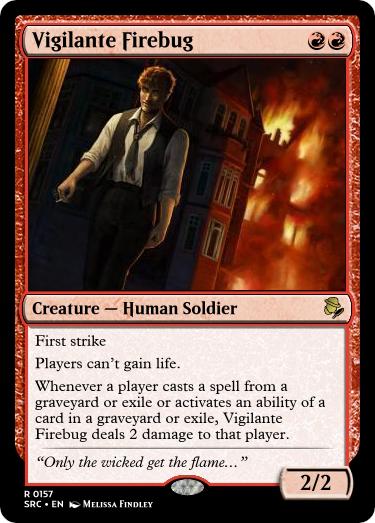 Vigilante Firebug
Creature — Human Soldier
First strike
Players can't gain life.
Whenever a player casts a spell from a
graveyard or exile or activates an ability of a
card in a graveyard or exile, Vigilante
Firebug deals 2 damage to that player.
“Only the wicked get the flame…”
2/2
R 0157
SRC • EN Melissa Findley